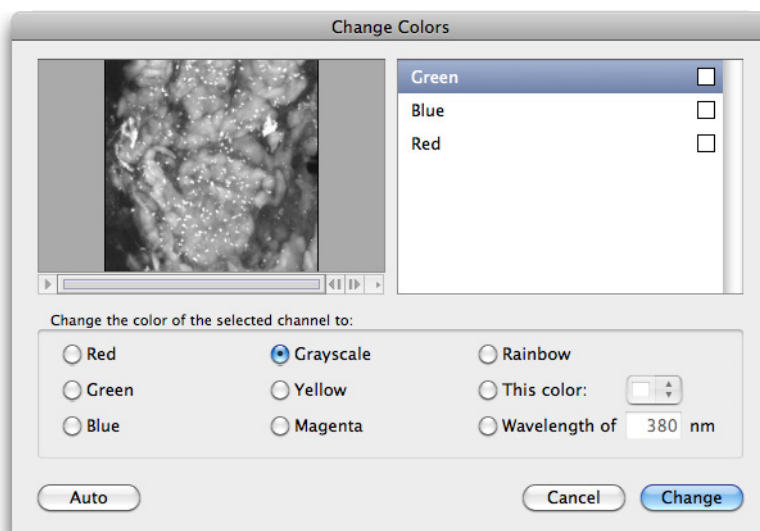 Change Colors
Green
Blue
Red
Change the color of the selected channel to:
Red
Grayscale
Rainbow
Green
Yellow
This color:
Blue
Magenta
Wavelength of 380 nm
Auto
Cancel
Change